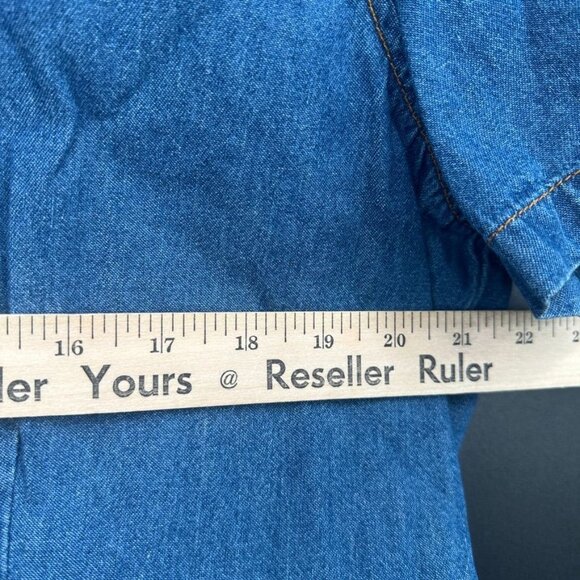 16 17 18 19 20 21 22
ler Yours @ Reseller Ruler